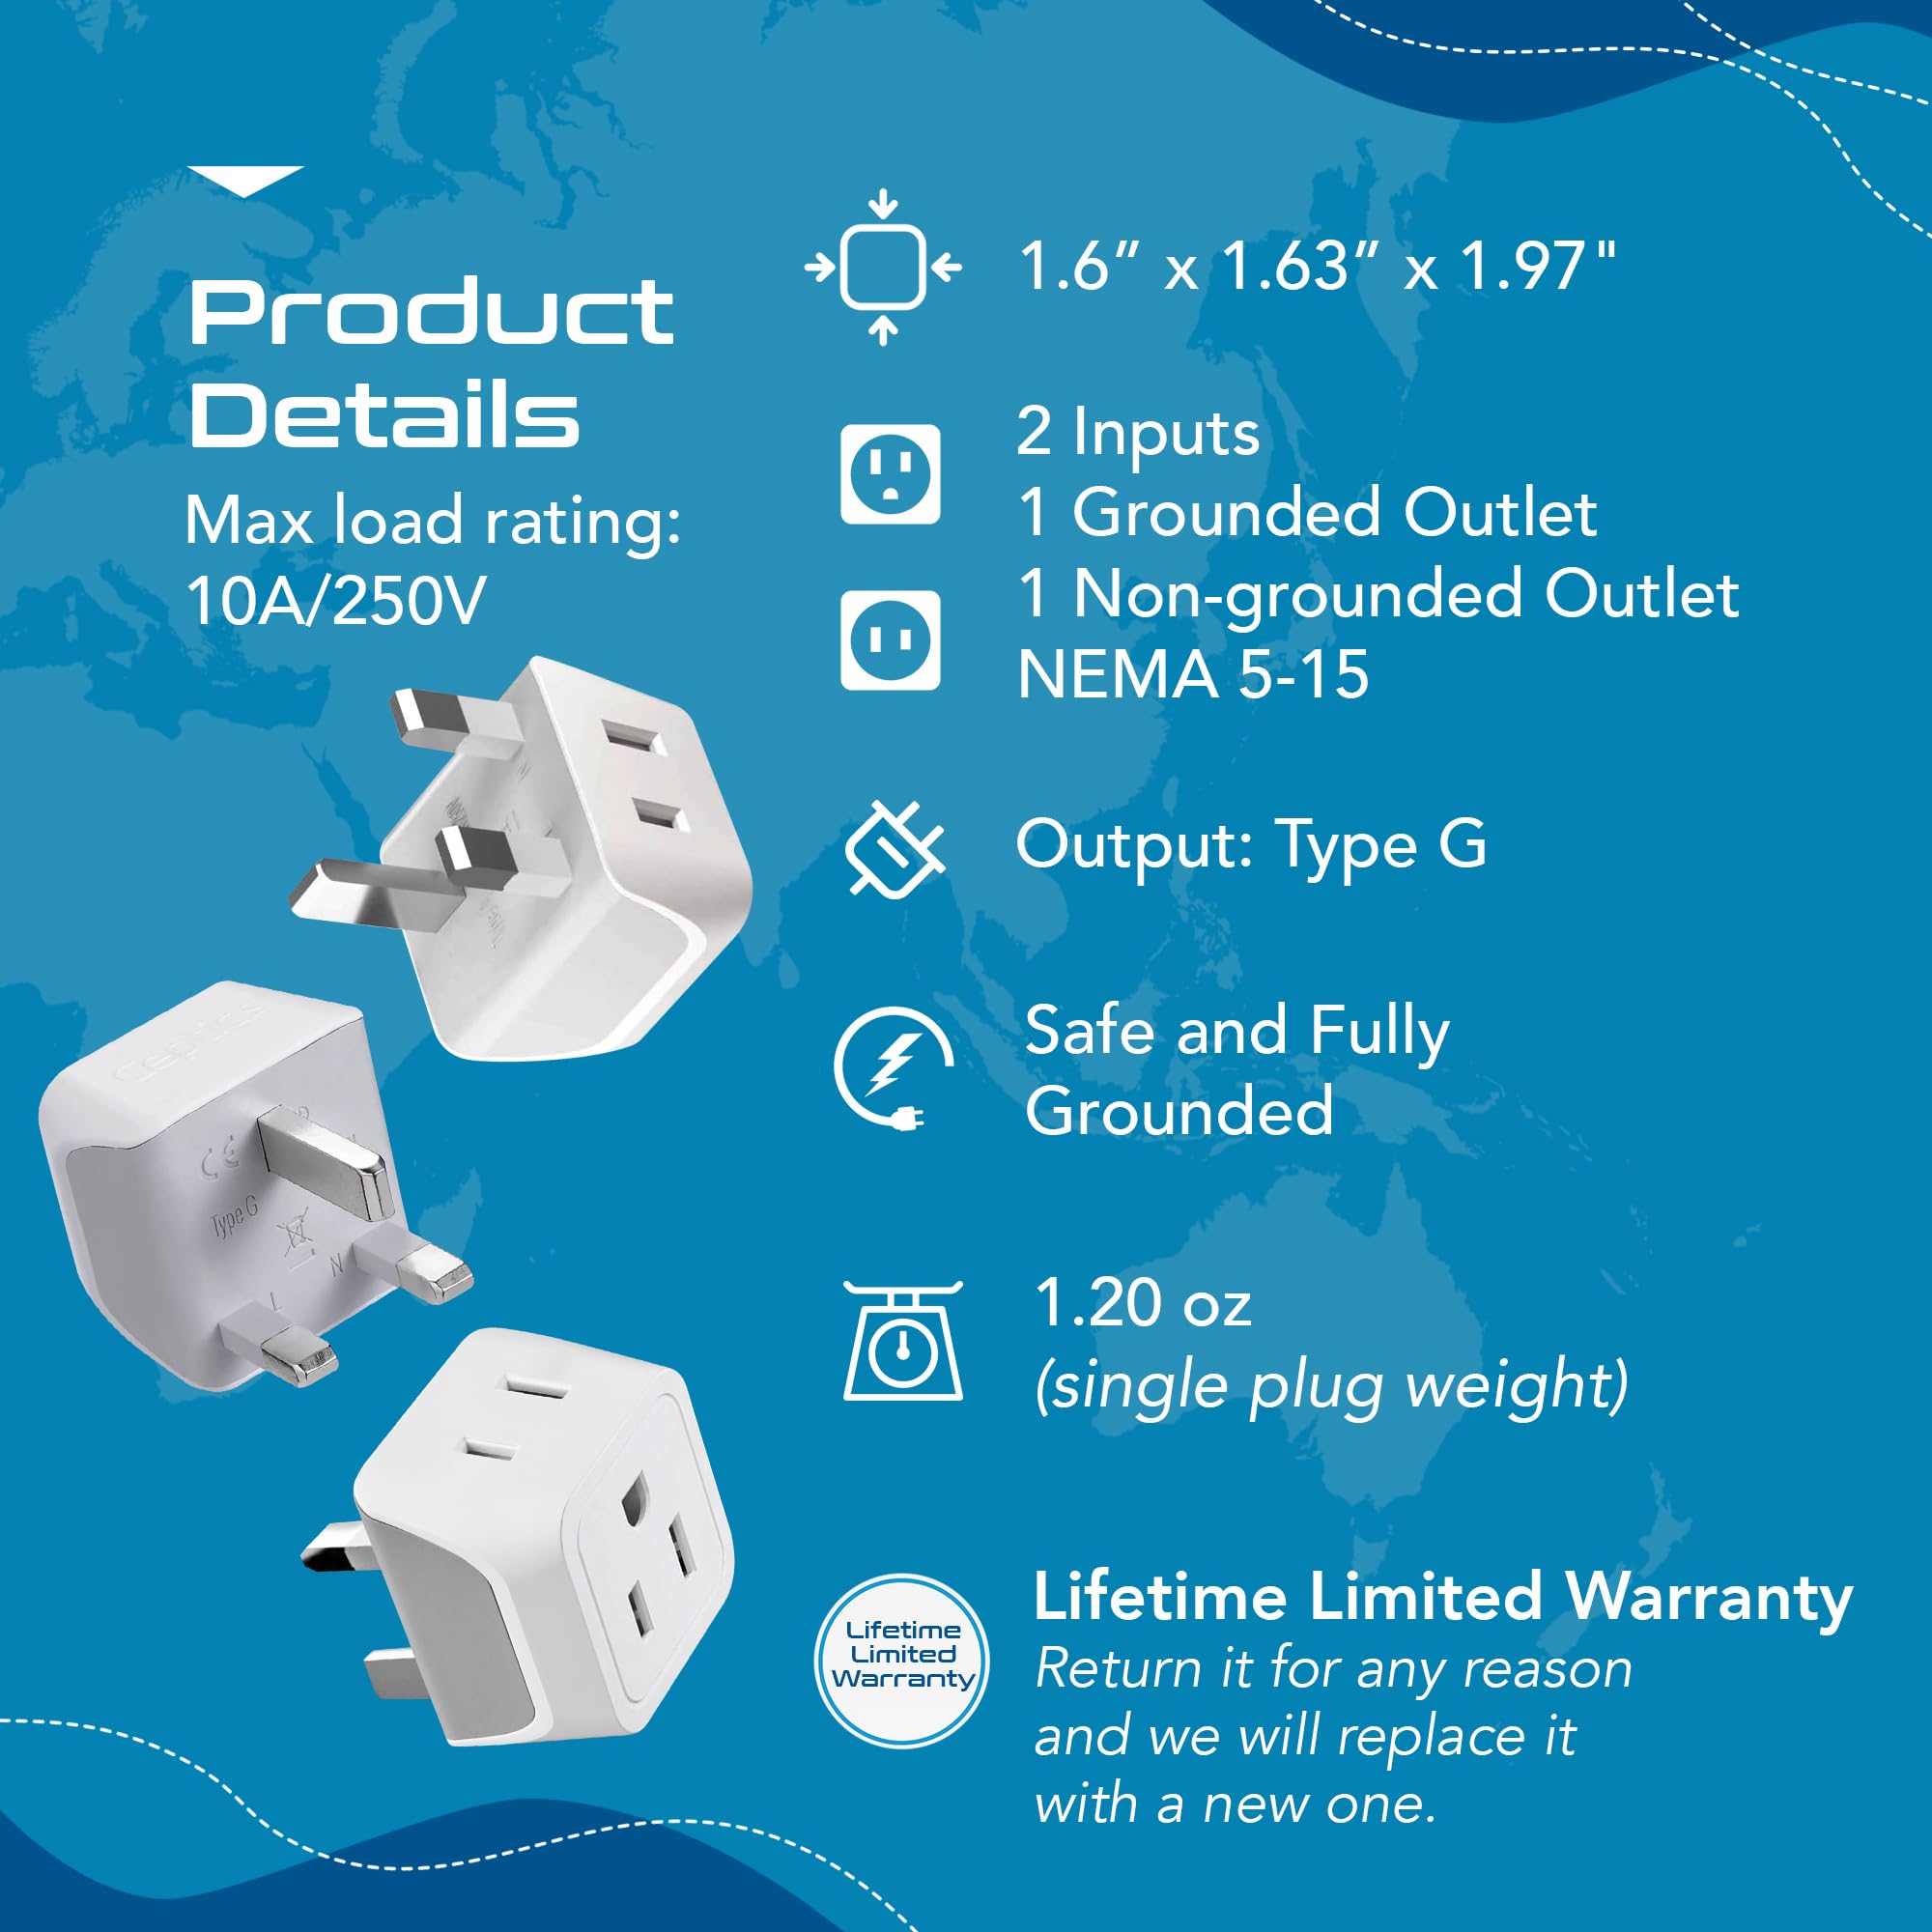 Product
Details
Max load rating:
10A/250V
1.6” x 1.63” x 1.97"
2 Inputs
1 Grounded Outlet
1 Non-grounded Outlet
NEMA 5-15
Output: Type G
Safe and Fully
Grounded
1.20 oz
(single plug weight)
Lifetime
Limited
Warranty
Lifetime Limited Warranty
Return it for any reason
and we will replace it
with a new one.
ceptics
CE
Type G
N
L
N